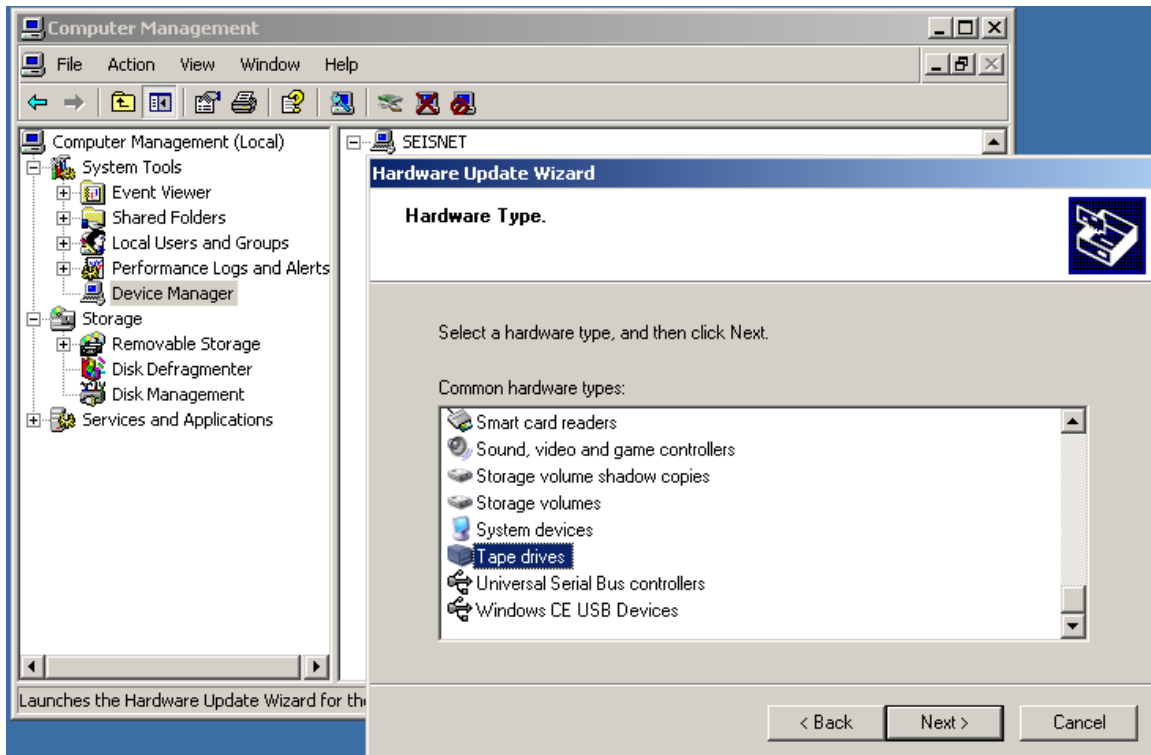 Computer Management
File Action View Window Help
Computer Management (Local)
System Tools
Event Viewer
Shared Folders
Local Users and Groups
Performance Logs and Alerts
Device Manager
Storage
Removable Storage
Disk Defragmenter
Disk Management
Services and Applications
SEISNET
Launches the Hardware Update Wizard for the
Hardware Update Wizard
Hardware Type.
Select a hardware type, and then click Next.
Common hardware types:
Smart card readers
Sound, video and game controllers
Storage volume shadow copies
Storage volumes
System devices
Tape drives
Universal Serial Bus controllers
Windows CE USB Devices
< Back Next > Cancel